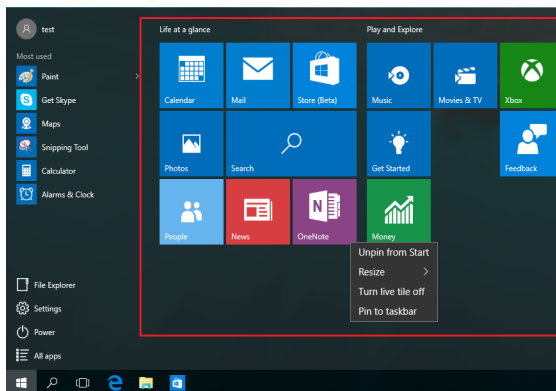 test
Most used
Paint
Get Skype
Maps
Snipping Tool
Calculator
Alarms & Clock
File Explorer
Settings
Power
All apps
Life at a glance
Calendar
Mail
Store (Beta)
Photos
Search
People
News
OneNote
Play and Explore
Music
Movies & TV
Xbox
Get Started
Feedback
Money
Unpin from Start
Resize
Turn live tile off
Pin to taskbar